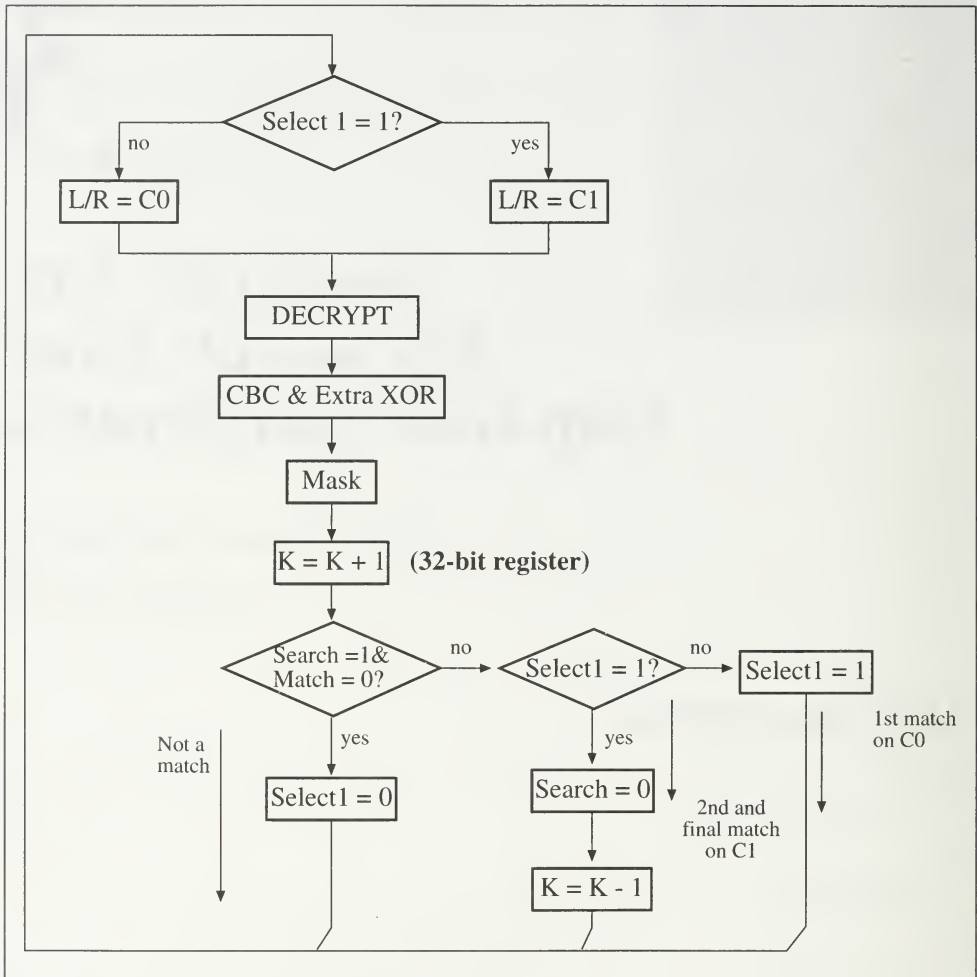 Select 1 = 1?
no
yes
L/R = C0
L/R = C1
DECRYPT
CBC & Extra XOR
Mask
K = K + 1 (32-bit register)
Search =1&
Match = 0?
no
Select1 = 1?
no
Select1 = 1
Not a
match
yes
Select1 = 0
yes
Search = 0
K = K - 1
2nd and
final match
on C1
1st match
on C0